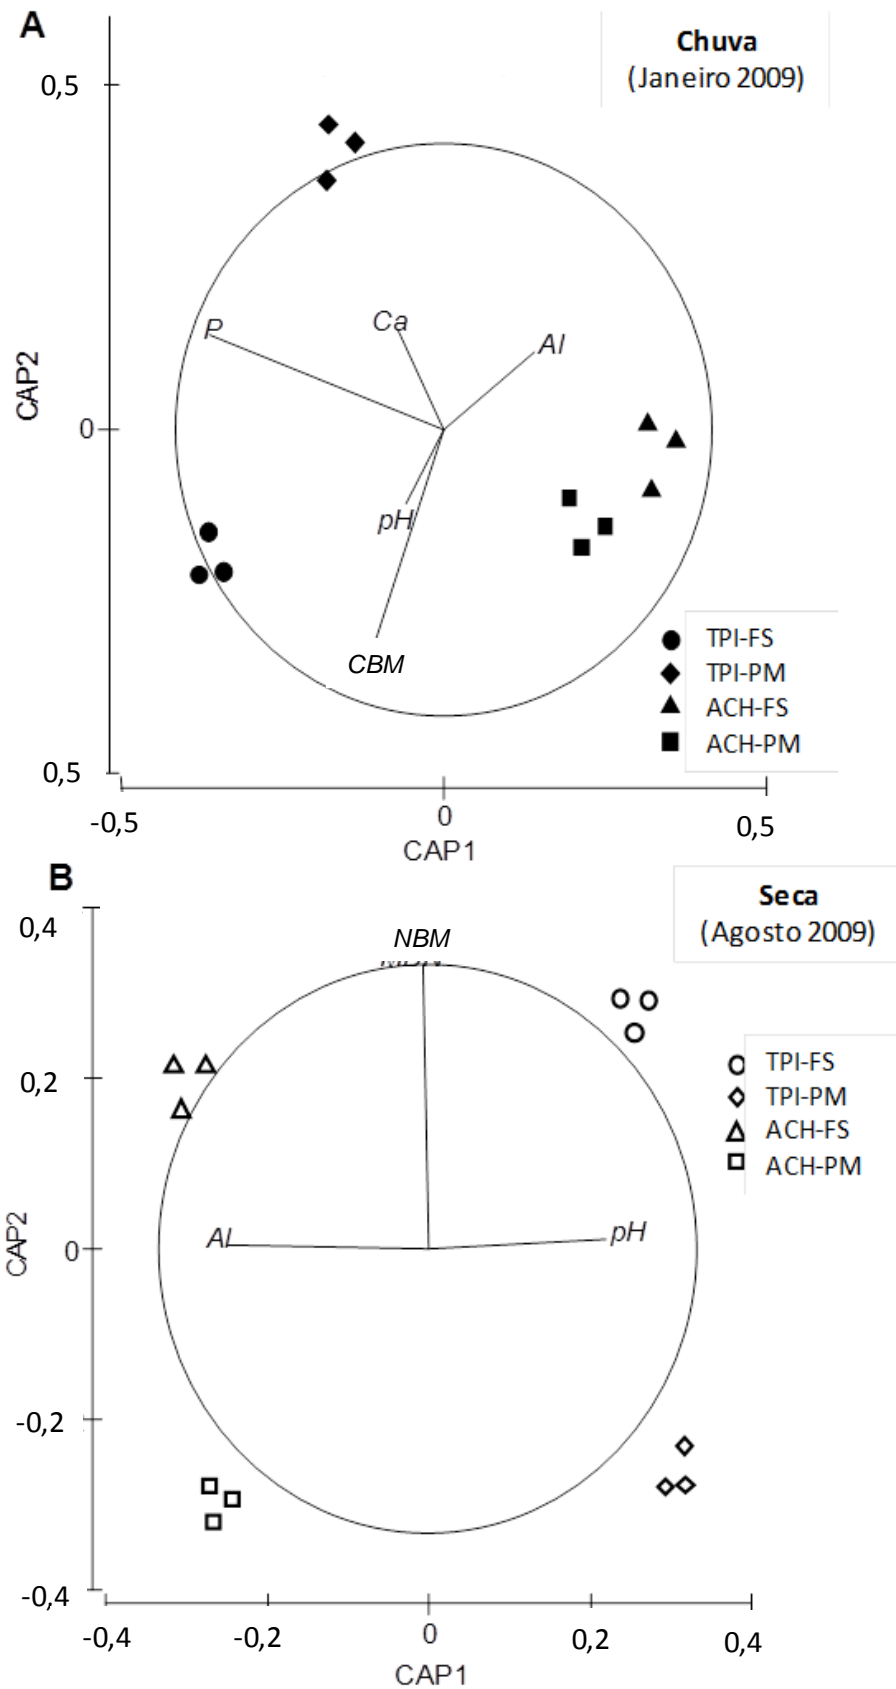 A
Chuva
(Janeiro 2009)
0,5
P
Ca
Al
CAP2
0
pH
CBM
TPI-FS
TPI-PM
ACH-FS
ACH-PM
0,5
-0,5
0
0,5
CAP1
B
Seca
(Agosto 2009)
0,4
NBM
TPI-FS
TPI-PM
ACH-FS
ACH-PM
0,2
Al
pH
CAP2
0
-0,2
-0,4
-0,4
-0,2
0
0,2
0,4
CAP1